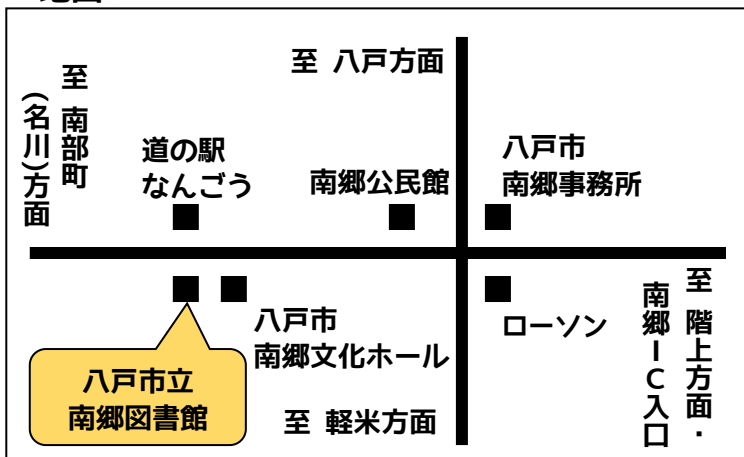 至 八戸方面
至 南部町
(名川)方面
道の駅
なんごう
南郷公民館
八戸市
南郷事務所
八戸市
南郷文化ホール
ローソン
至 階上方面・
南郷IC入口
八戸市立
南郷図書館
至 軽米方面